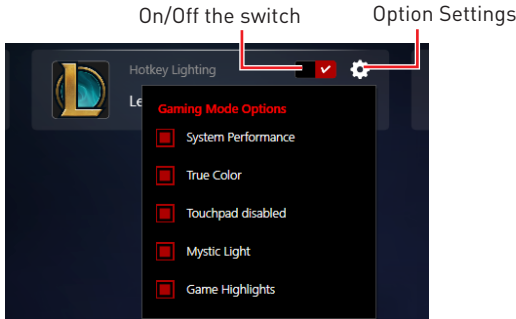 On/Off the switch
Option Settings
Hotkey Lighting
Le
Gaming Mode Options
System Performance
True Color
Touchpad disabled
Mystic Light
Game Highlights